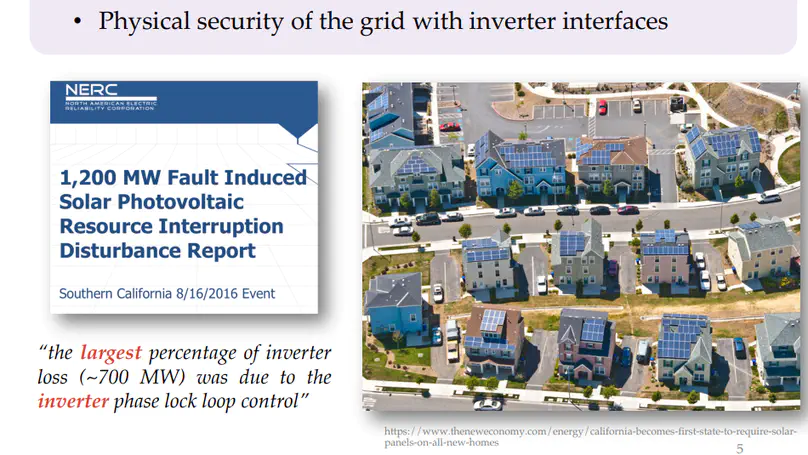 • Physical security of the grid with inverter interfaces
NERC
NORTH AMERICAN ELECTRIC
RELIABILITY CORPORATION
1,200 MW Fault Induced
Solar Photovoltaic
Resource Interruption
Disturbance Report
Southern California 8/16/2016 Event
“the largest percentage of inverter
loss (~700 MW) was due to the
inverter phase lock loop control”
https://www.theneweconomy.com/energy/california-becomes-first-state-to-require-solar-
panels-on-all-new-homes
5